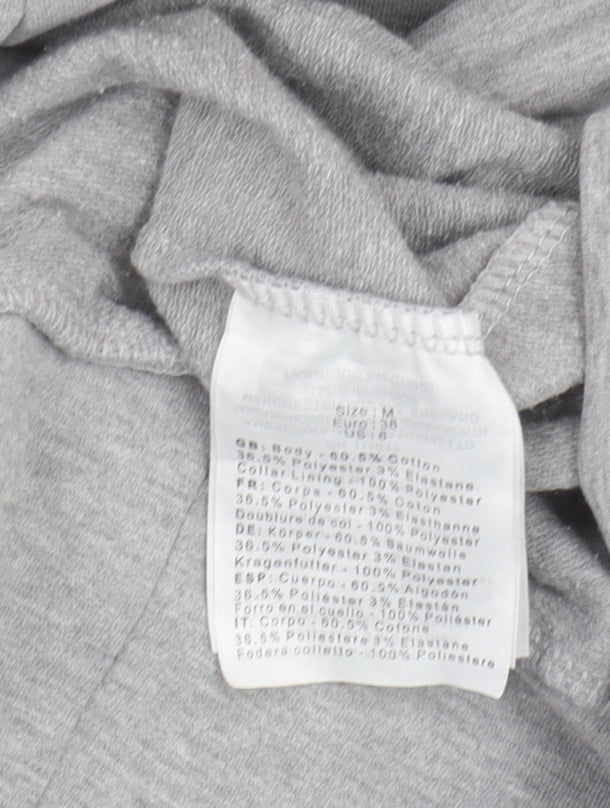 Size : M
Euro : 38
US : 6
GB: Body - 60.5% Cotton
36.5% Polyester 3% Elastane
Collar Lining - 100% Polyester
FR: Corps - 60.5% Coton
36.5% Polyester 3% Elasthanne
Doublure de col - 100% Polyester
DE: Körper - 60.5% Baumwolle
36.5% Polyester 3% Elastan
Kragenfutter - 100% Polyester
ESP: Cuerpo - 60.5% Algodón
36.5% Poliéster 3% Elastán
Forro en el cuello - 100% Poliéster
IT: Corpo - 60.5% Cotone
36.5% Poliestere 3% Elastane
Fodera colletto - 100% Poliestere